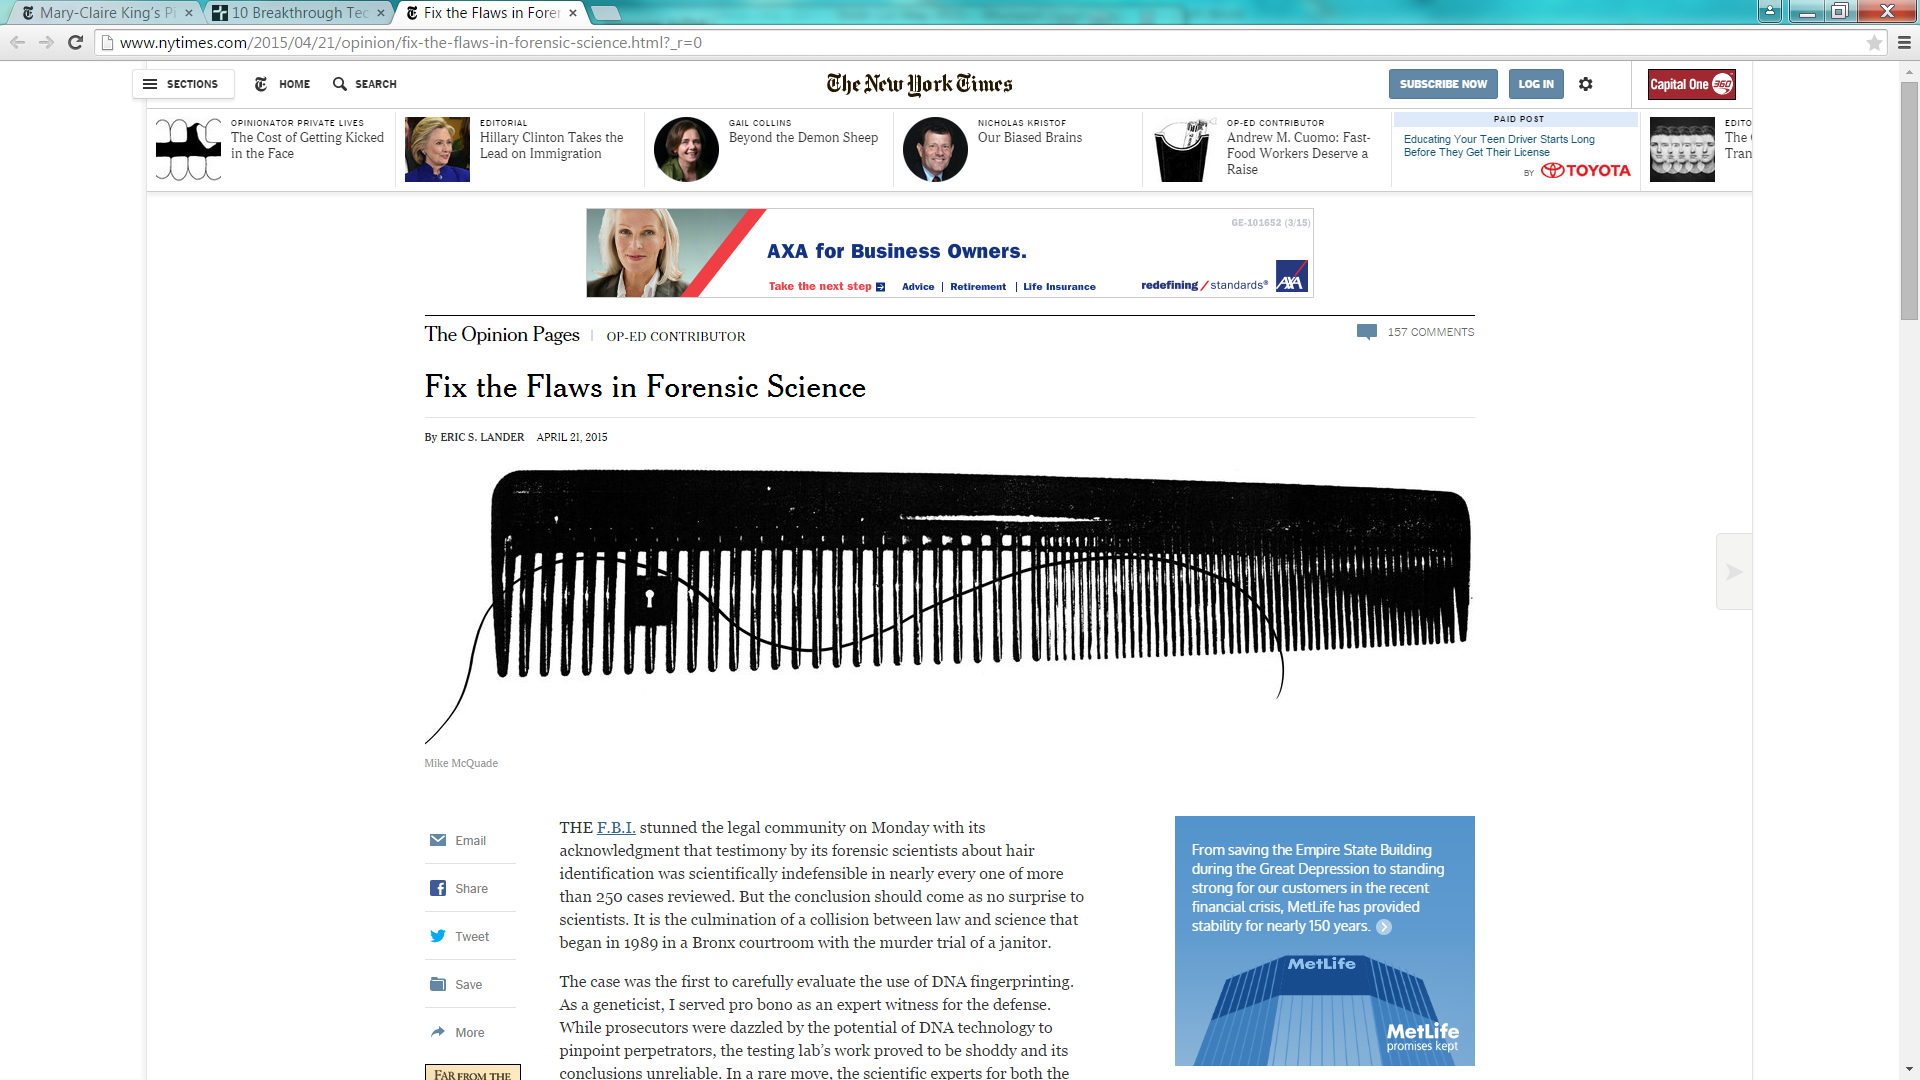 Mary-Claire King's P
10 Breakthrough Tec
Fix the Flaws in Foren
www.nytimes.com/2015/04/21/opinion/fix-the-flaws-in-forensic-science.html?_r=0
SECTIONS
HOME
SEARCH
The New York Times
SUBSCRIBE NOW
LOG IN
Capital One 360
OPINIONATOR PRIVATE LIVES
The Cost of Getting Kicked
in the Face
EDITORIAL
Hillary Clinton Takes the
Lead on Immigration
GAIL COLLINS
Beyond the Demon Sheep
NICHOLAS KRISTOF
Our Biased Brains
OP-ED CONTRIBUTOR
Andrew M. Cuomo: Fast-
Food Workers Deserve a
Raise
PAID POST
Educating Your Teen Driver Starts Long
Before They Get Their License
BY TOYOTA
EDITO
The
Tran
GE-101652 (3/15)
AXA for Business Owners.
Take the next step
Advice | Retirement | Life Insurance
redefining / standards®
AXA
The Opinion Pages | OP-ED CONTRIBUTOR
157 COMMENTS
Fix the Flaws in Forensic Science
By ERIC S. LANDER APRIL 21, 2015
Mike McQuade
Email
Share
Tweet
Save
More
FAR FROM THE
THE F.B.I. stunned the legal community on Monday with its
acknowledgment that testimony by its forensic scientists about hair
identification was scientifically indefensible in nearly every one of more
than 250 cases reviewed. But the conclusion should come as no surprise to
scientists. It is the culmination of a collision between law and science that
began in 1989 in a Bronx courtroom with the murder trial of a janitor.
The case was the first to carefully evaluate the use of DNA fingerprinting.
As a geneticist, I served pro bono as an expert witness for the defense.
While prosecutors were dazzled by the potential of DNA technology to
pinpoint perpetrators, the testing lab's work proved to be shoddy and its
conclusions unreliable. In a rare move, the scientific experts for both the
From saving the Empire State Building
during the Great Depression to standing
strong for our customers in the recent
financial crisis, MetLife has provided
stability for nearly 150 years.
MetLife
MetLife
promises kept